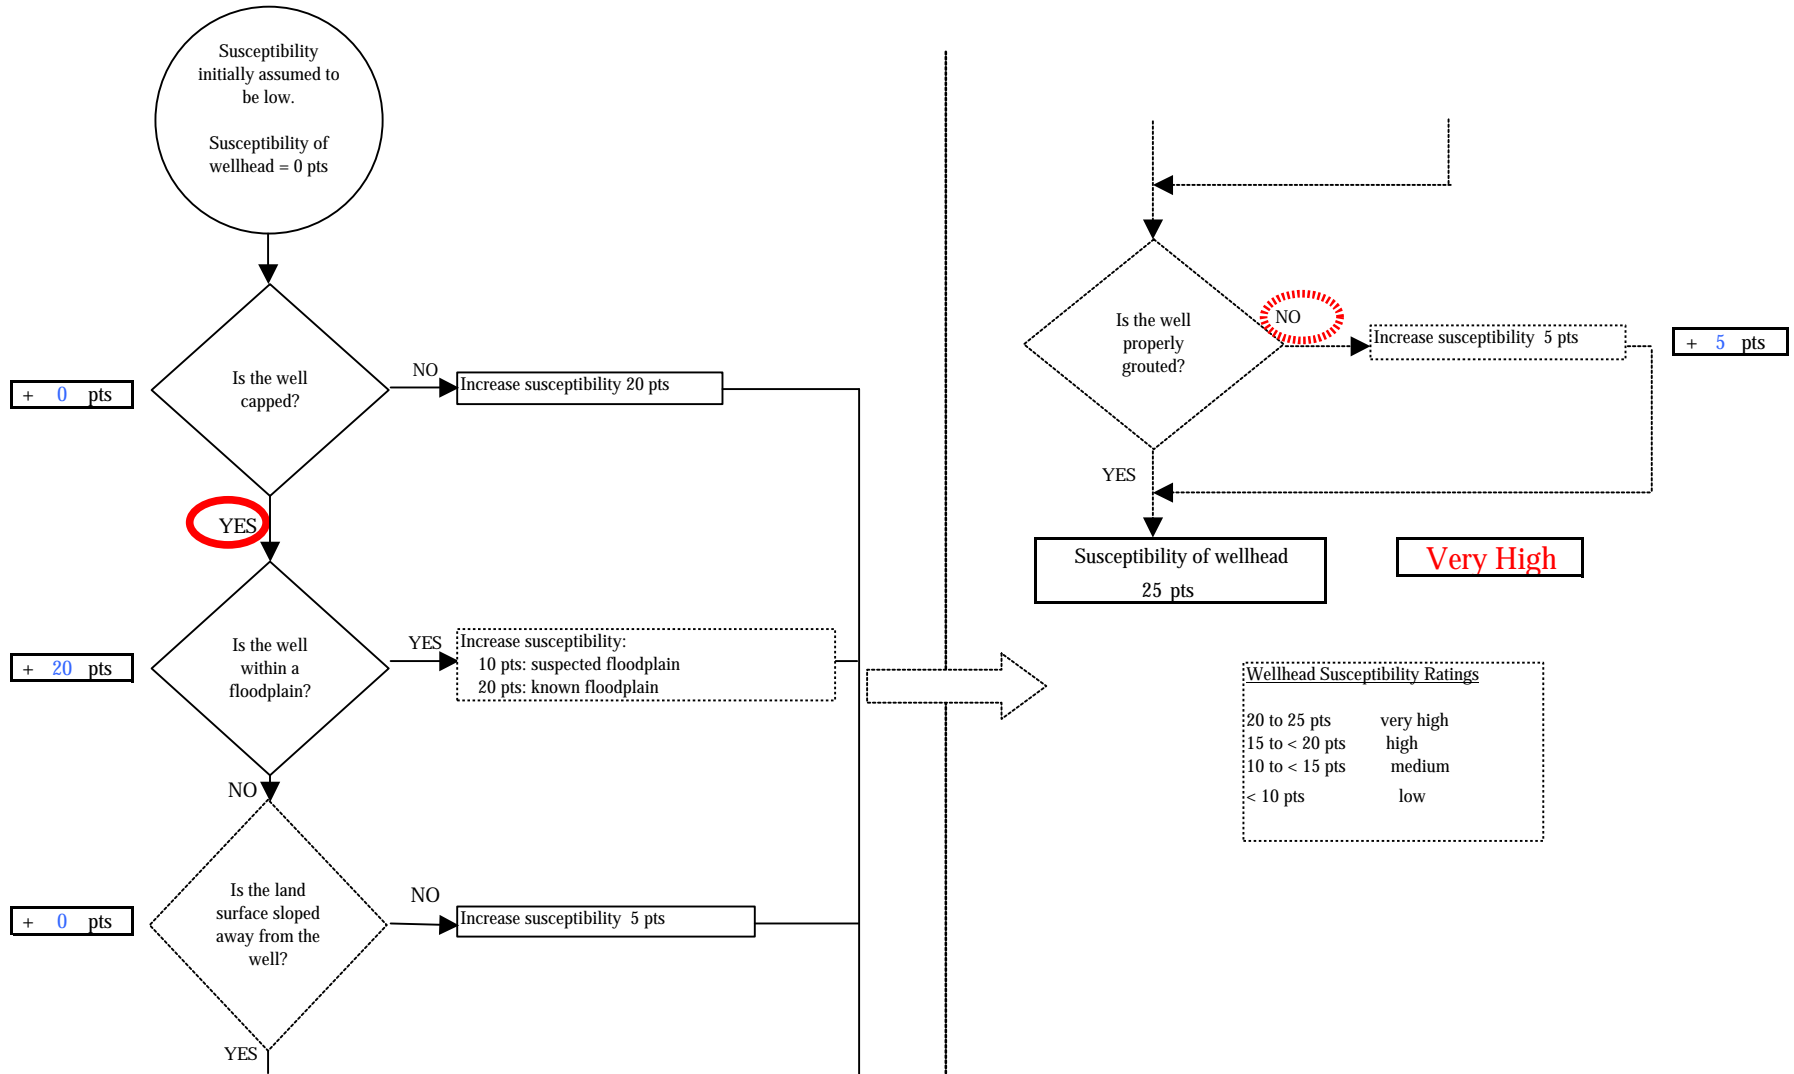 Susceptibility
initially assumed to
be low.
Susceptibility of
wellhead = 0 pts
Is the well
capped?
NO
Increase susceptibility 20 pts
+ 0 pts
YES
Is the well
within a
floodplain?
YES
Increase susceptibility:
10 pts: suspected floodplain
20 pts: known floodplain
+ 20 pts
NO
Is the land
surface sloped
away from the
well?
NO
Increase susceptibility 5 pts
+ 0 pts
YES
Is the well
properly
grouted?
NO
Increase susceptibility 5 pts
+ 5 pts
YES
Susceptibility of wellhead
25 pts
Very High
Wellhead Susceptibility Ratings
20 to 25 pts very high
15 to < 20 pts high
10 to < 15 pts medium
< 10 pts low